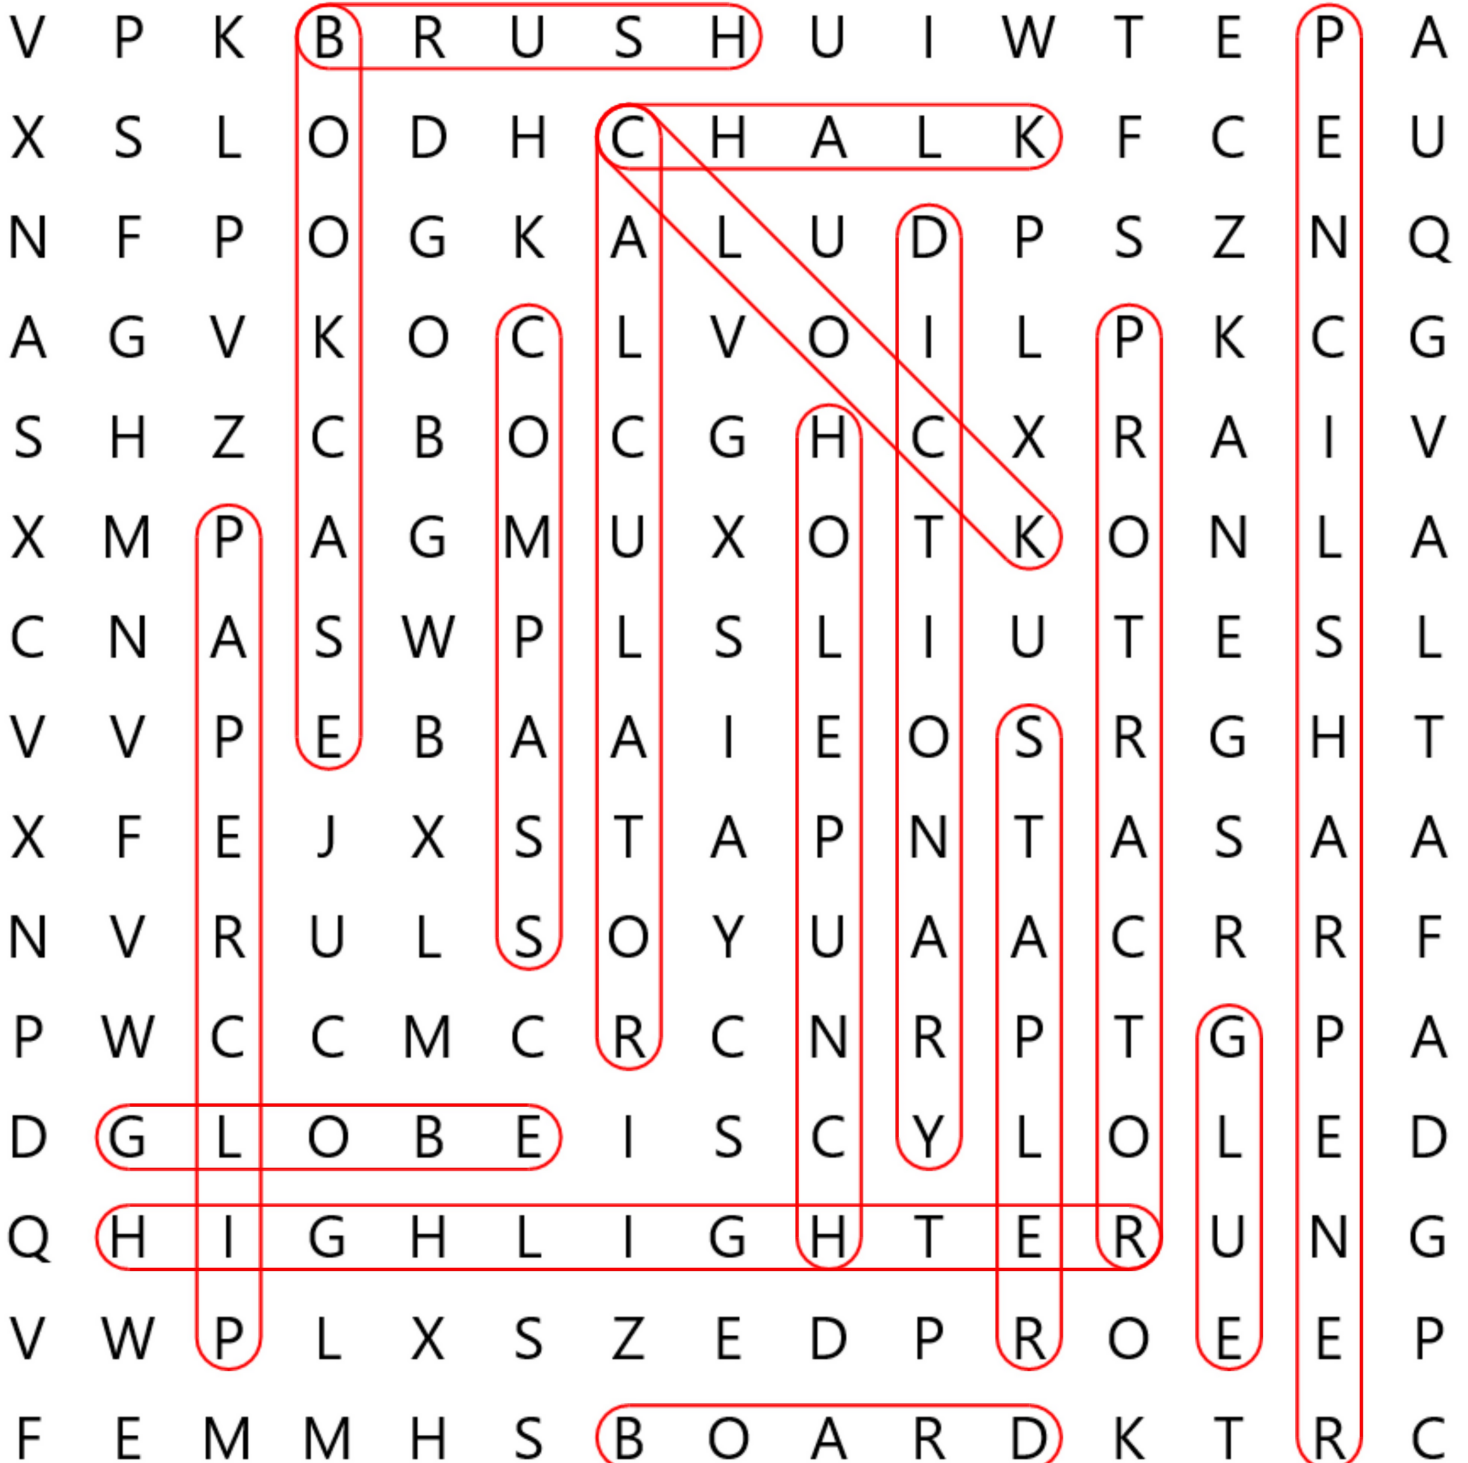 V P K B R U S H U I W T E P A
X S L O D H C H A L K F C E U
N F P O G K A L U D P S Z N Q
A G V K O C L V O I L P K C G
S H Z C B O C G H C X R A I V
X M P A G M U X O T K O N L A
C N A S W P L S L I U T E S L
V V P E B A A I E O S R G H T
X F E J X S T A P N T A S A A
N V R U L S O Y U A A C R R F
P W C C M C R C N R P T G P A
D G L O B E I S C Y L O L E D
Q H I G H L I G H T E R U N G
V W P L X S Z E D P R O E E P
F E M M H S B O A R D K T R C